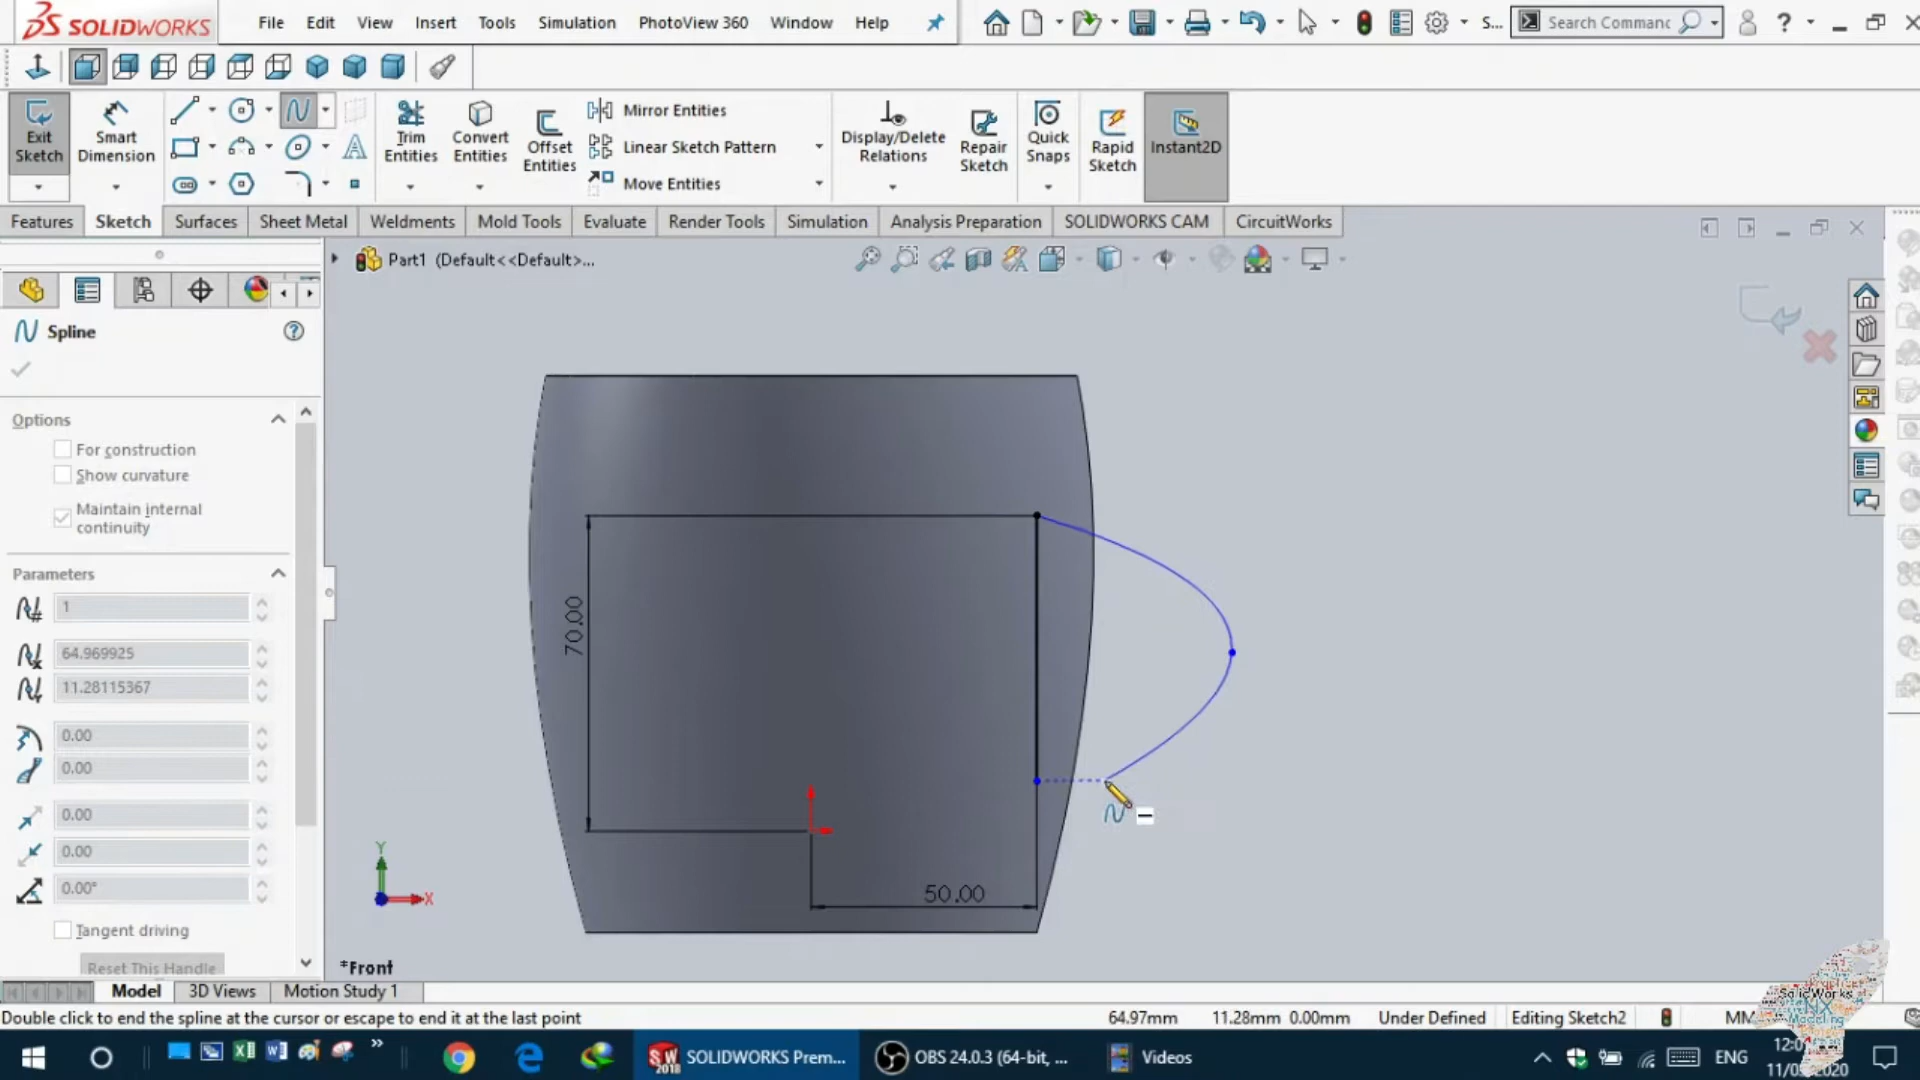 SOLIDWORKS File Edit View Insert Tools Simulation PhotoView 360 Window Help S... Search Commanc ?
Exit Sketch
Smart Dimension
Trim Entities
Convert Entities
Offset Entities
Mirror Entities
Linear Sketch Pattern
Move Entities
Display/Delete Relations
Repair Sketch
Quick Snaps
Rapid Sketch
Instant2D
Features Sketch Surfaces Sheet Metal Weldments Mold Tools Evaluate Render Tools Simulation Analysis Preparation SOLIDWORKS CAM CircuitWorks
Part1 (Default<<Default>...
Spline
Options
For construction
Show curvature
Maintain internal
continuity
Parameters
1
64.969925
11.28115367
0.00
0.00
0.00
0.00
0.00°
Tangent driving
Reset This Handle
70.00
50.00
Y
X
*Front
Model 3D Views Motion Study 1
Double click to end the spline at the cursor or escape to end it at the last point 64.97mm 11.28mm 0.00mm Under Defined Editing Sketch2
SolidWorks
NX
Modeling
SW 2018 SOLIDWORKS Prem... OBS 24.0.3 (64-bit, ... Videos ENG